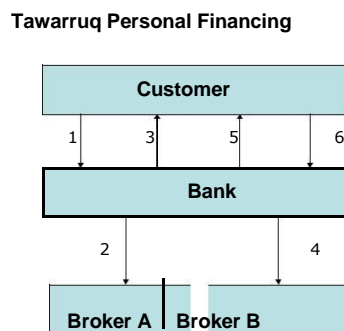 Tawarruq Personal Financing
Customer
1 3 5 6
Bank
2 4
Broker A Broker B